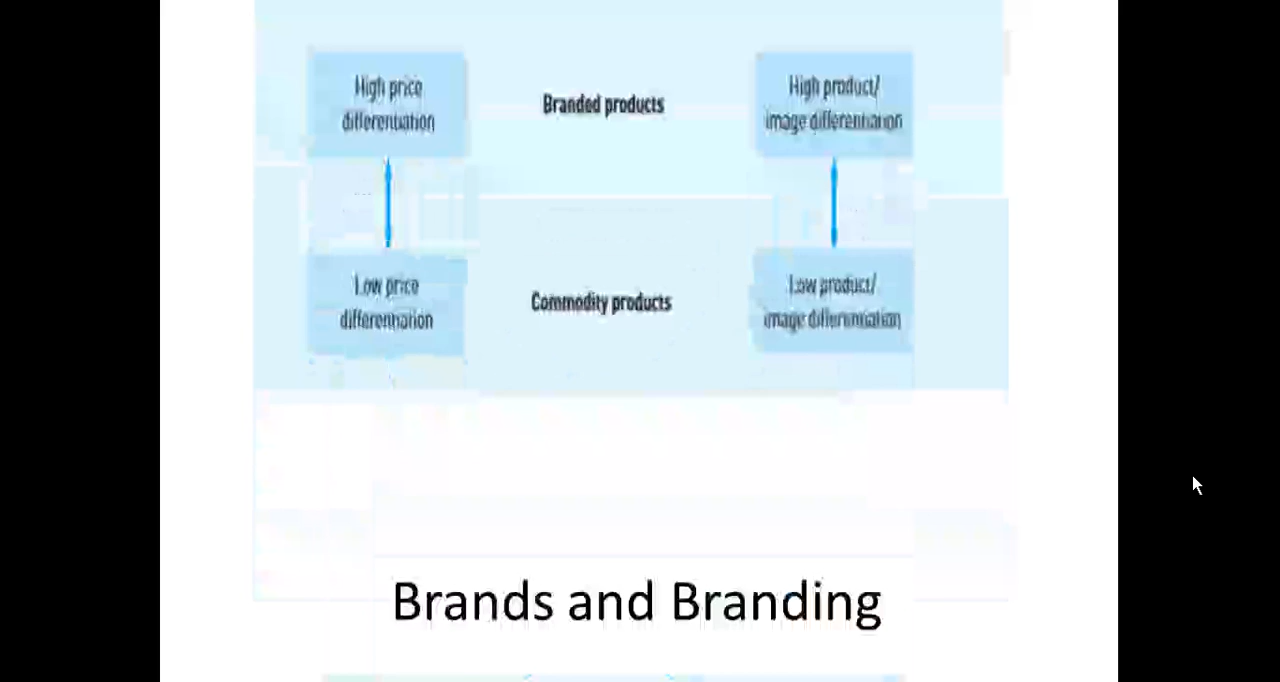 High price
differentiation
Branded products
High product/
image differentiation
Low price
differentiation
Commodity products
Low product/
image differentiation
Brands and Branding